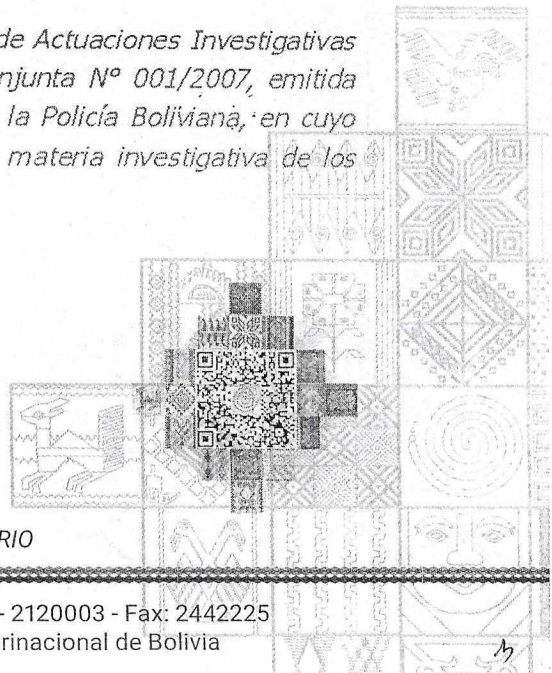 de Actuaciones Investigativas
njunta N° 001/2007, emitida
la Policía Boliviana, en cuyo
materia investigativa de los
RIO
- 2120003 - Fax: 2442225
rinacional de Bolivia